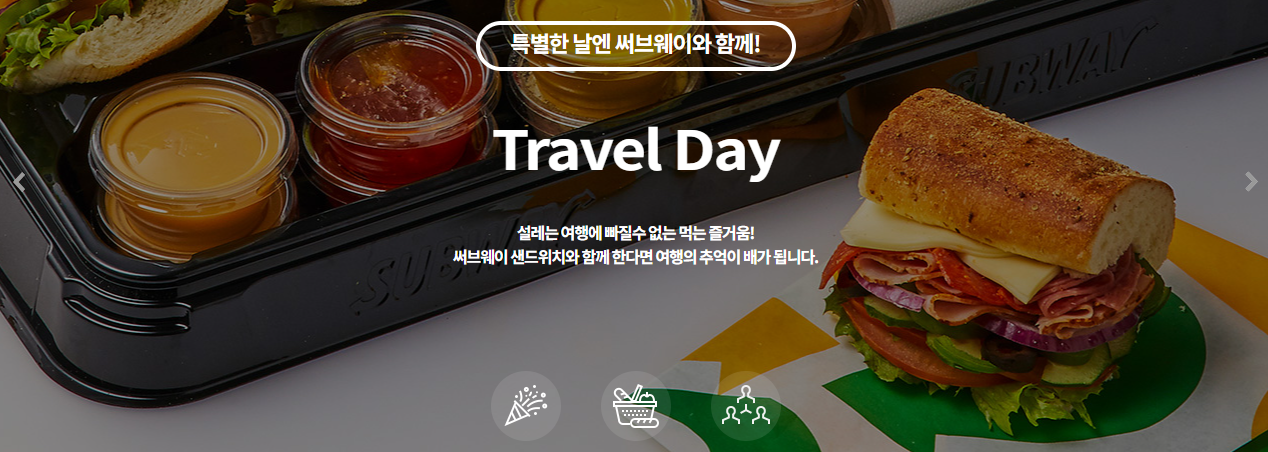 특별한 날엔 써브웨이와 함께!
SUBWAY
Travel Day
SUBWAY
설레는 여행에 빠질수 없는 먹는 즐거움!
써브웨이 샌드위치와 함께 한다면 여행의 추억이 배가 됩니다.